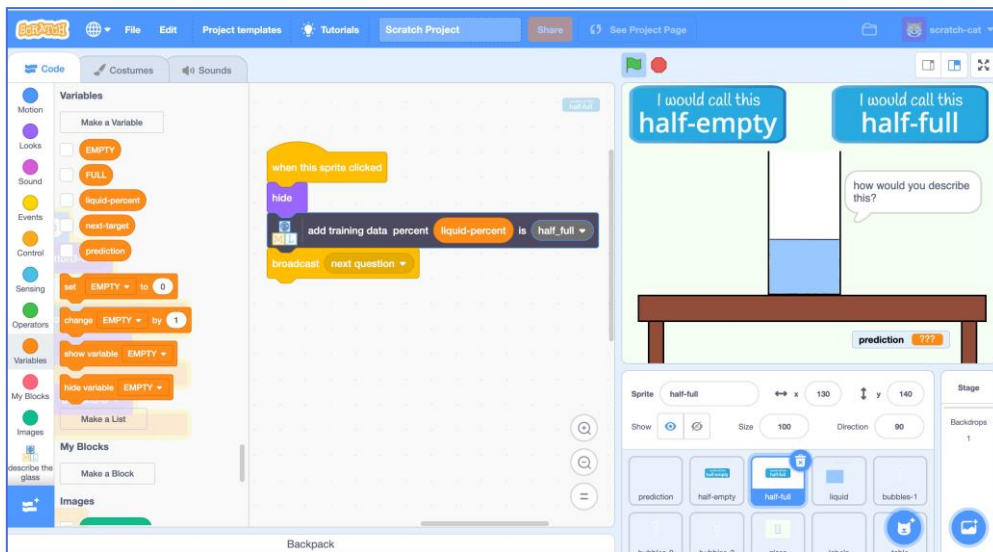 SCRATCH File Edit Project templates Tutorials Scratch Project Share See Project Page scratch-cat
Code Costumes Sounds
Motion
Looks
Sound
Events
Control
Sensing
Operators
Variables
My Blocks
Images
describe the
glass
Variables
Make a Variable
EMPTY
FULL
liquid-percent
next-target
prediction
set EMPTY to 0
change EMPTY by 1
show variable EMPTY
hide variable EMPTY
Make a List
My Blocks
Make a Block
Images
when this sprite clicked
hide
ML add training data percent liquid-percent is half_full
broadcast next question
Backpack
I would call this
half-empty
I would call this
half-full
how would you describe
this?
prediction ???
Sprite half-full x 130 y 140
Show Size 100 Direction 90
prediction half-empty half-full liquid bubbles-1
Stage
Backdrops
1